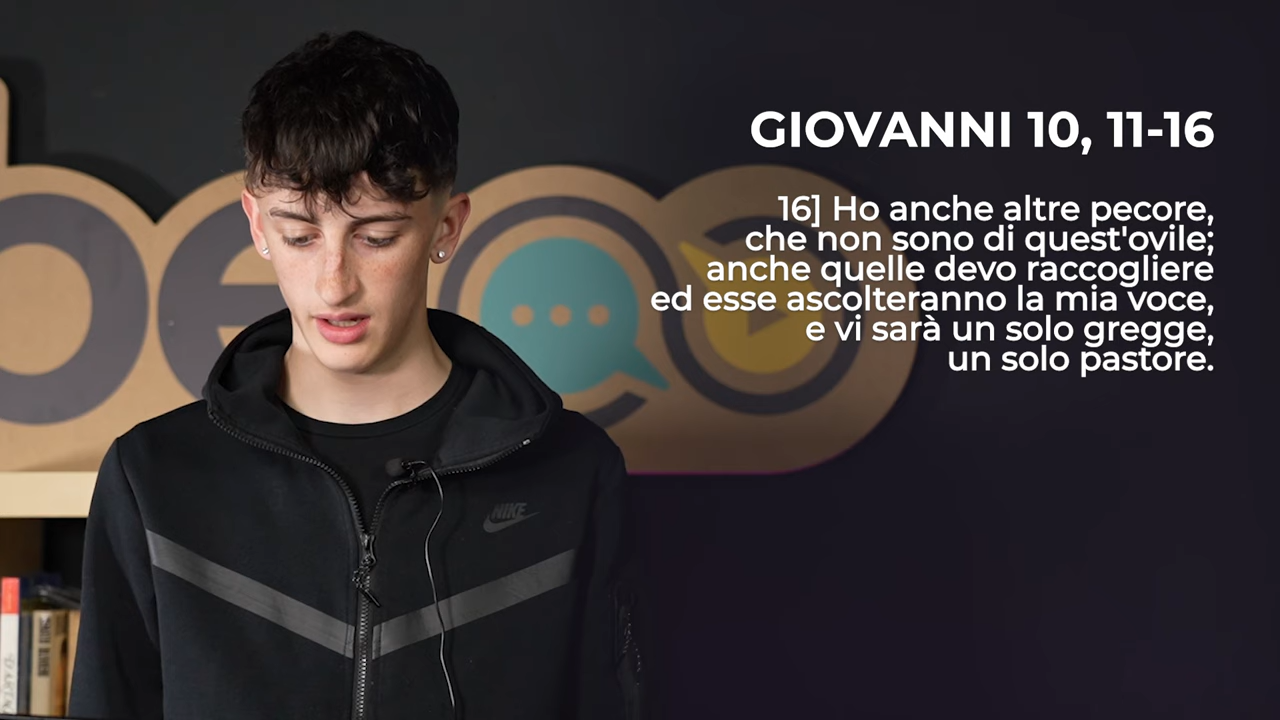 GIOVANNI 10, 11-16
16] Ho anche altre pecore,
che non sono di quest'ovile;
anche quelle devo raccogliere
ed esse ascolteranno la mia voce,
e vi sarà un solo gregge,
un solo pastore.
be
NIKE